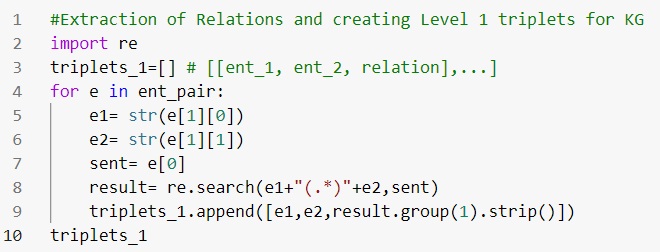 1 #Extraction of Relations and creating Level 1 triplets for KG
2 import re
3 triplets_1=[] # [[ent_1, ent_2, relation],...]
4 for e in ent_pair:
5     e1= str(e[1][0])
6     e2= str(e[1][1])
7     sent= e[0]
8     result= re.search(e1+"(.*)"+e2,sent)
9     triplets_1.append([e1,e2,result.group(1).strip()])
10 triplets_1